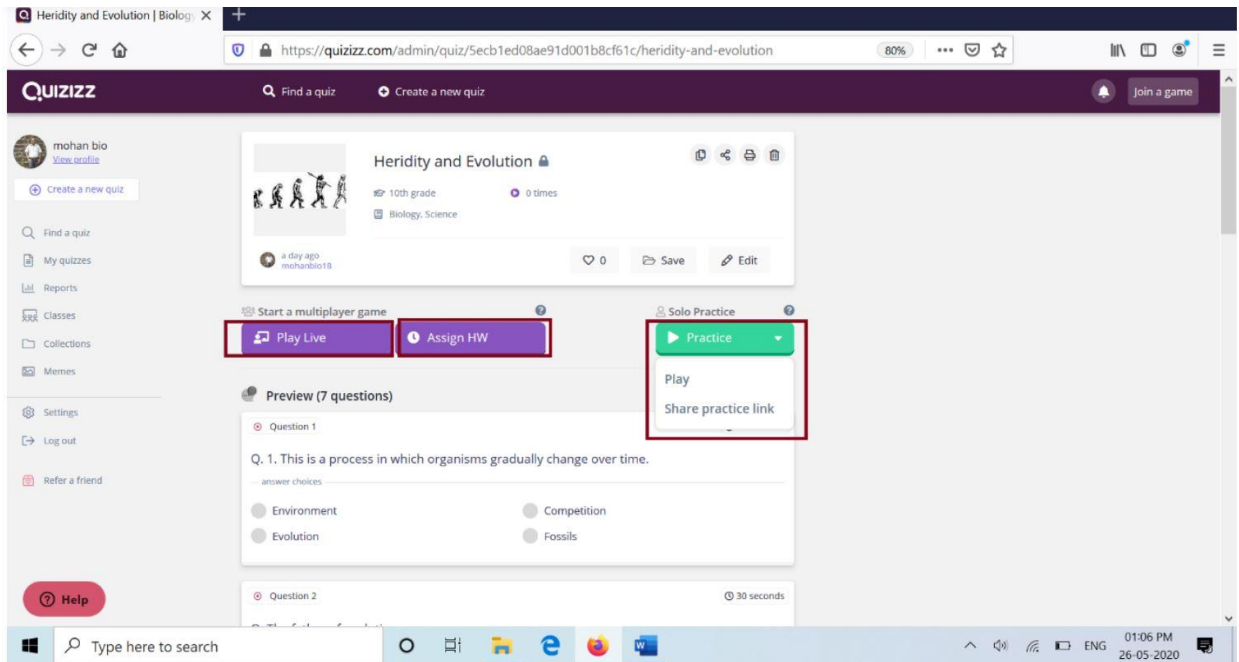 Heridity and Evolution | Biology
https://quizizz.com/admin/quiz/5ecb1ed08ae91d001b8cf61c/heridity-and-evolution 80%
QUIZIZZ Find a quiz Create a new quiz Join a game
mohan bio
View profile
Create a new quiz
Find a quiz
My quizzes
Reports
Classes
Collections
Memes
Settings
Log out
Refer a friend
Help
Heridity and Evolution
10th grade 0 times
Biology, Science
a day ago
mohanbio18
0 Save Edit
Start a multiplayer game Solo Practice
Play Live Assign HW Practice
Play
Share practice link
Preview (7 questions)
Question 1
Q. 1. This is a process in which organisms gradually change over time.
answer choices
Environment Competition
Evolution Fossils
Question 2 30 seconds
Type here to search
ENG 01:06 PM
26-05-2020